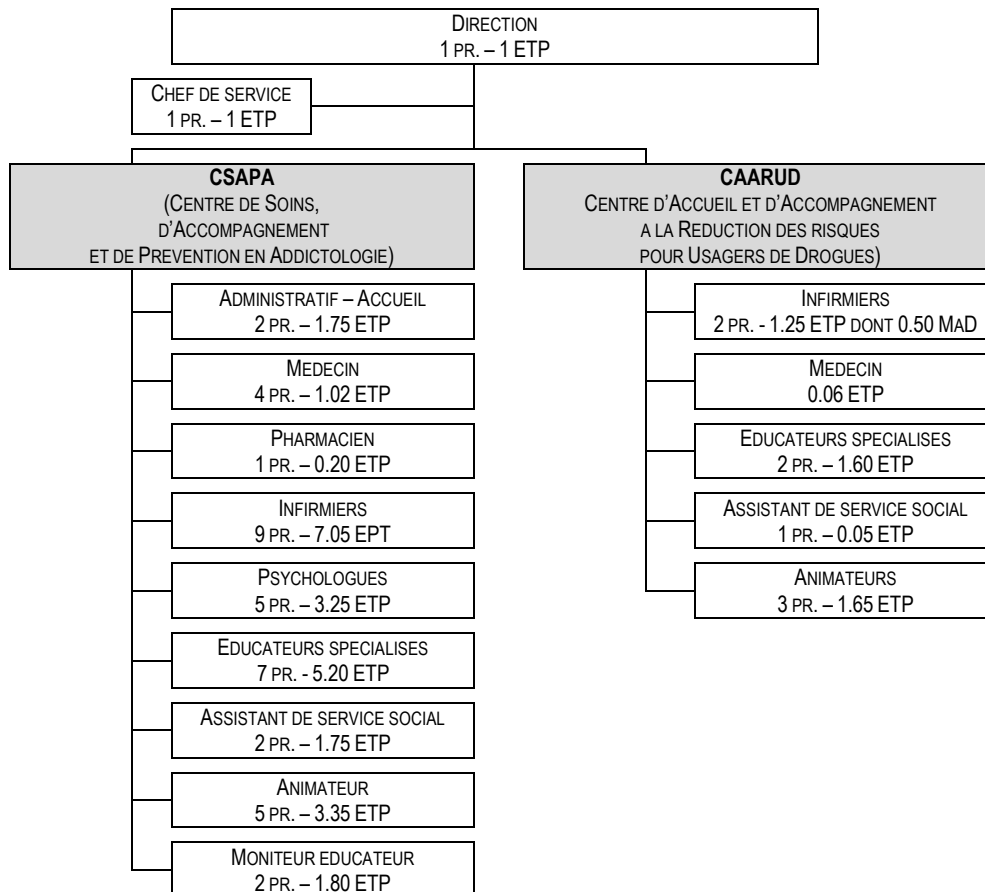 DIRECTION
1 PR. – 1 ETP
CHEF DE SERVICE
1 PR. – 1 ETP
CSAPA
(CENTRE DE SOINS,
D'ACCOMPAGNEMENT
ET DE PREVENTION EN ADDICTOLOGIE)
ADMINISTRATIF – ACCUEIL
2 PR. – 1.75 ETP
MEDECIN
4 PR. – 1.02 ETP
PHARMACIEN
1 PR. – 0.20 ETP
INFIRMIERS
9 PR. – 7.05 EPT
PSYCHOLOGUES
5 PR. – 3.25 ETP
EDUCATEURS SPECIALISES
7 PR. - 5.20 ETP
ASSISTANT DE SERVICE SOCIAL
2 PR. – 1.75 ETP
ANIMATEUR
5 PR. – 3.35 ETP
MONITEUR EDUCATEUR
2 PR. – 1.80 ETP
CAARUD
CENTRE D'ACCUEIL ET D'ACCOMPAGNEMENT
A LA REDUCTION DES RISQUES
POUR USAGERS DE DROGUES)
INFIRMIERS
2 PR. - 1.25 ETP DONT 0.50 MAD
MEDECIN
0.06 ETP
EDUCATEURS SPECIALISES
2 PR. – 1.60 ETP
ASSISTANT DE SERVICE SOCIAL
1 PR. – 0.05 ETP
ANIMATEURS
3 PR. – 1.65 ETP